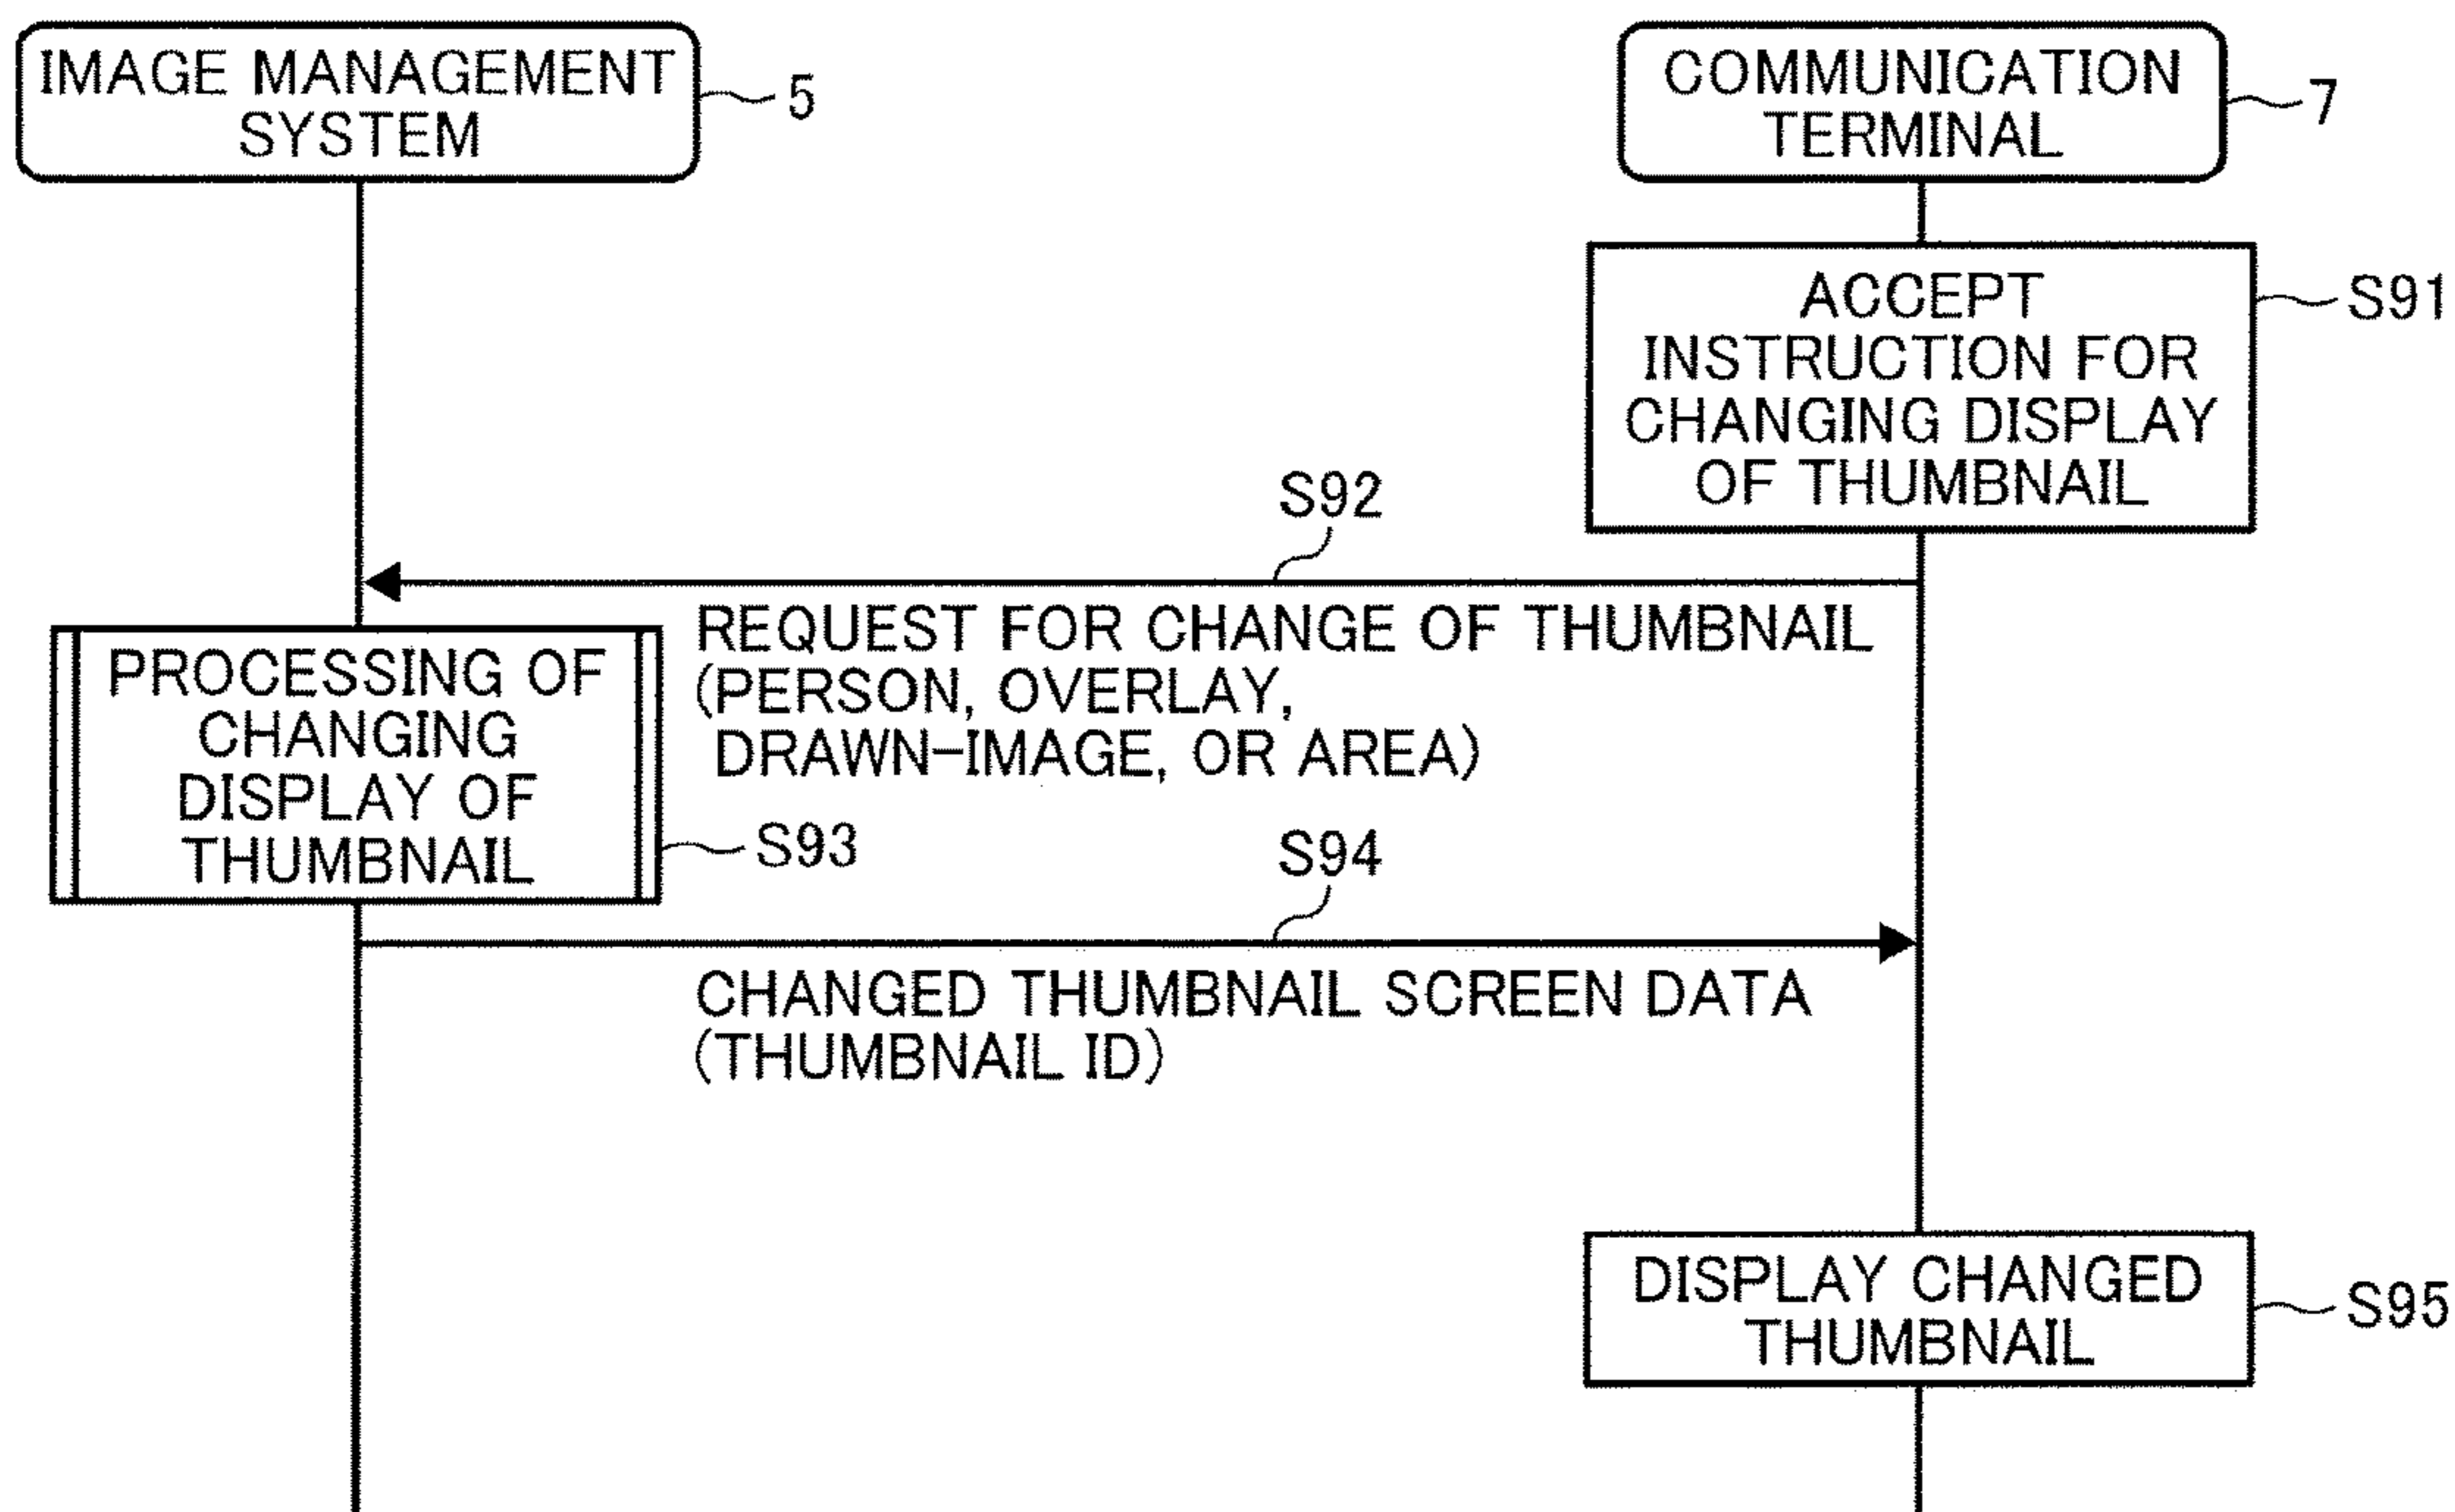 IMAGE MANAGEMENT
SYSTEM
5
COMMUNICATION
TERMINAL
7
ACCEPT
INSTRUCTION FOR
CHANGING DISPLAY
OF THUMBNAIL
S91
S92
REQUEST FOR CHANGE OF THUMBNAIL
(PERSON, OVERLAY,
DRAWN-IMAGE, OR AREA)
PROCESSING OF
CHANGING
DISPLAY OF
THUMBNAIL
S93
S94
CHANGED THUMBNAIL SCREEN DATA
(THUMBNAIL ID)
DISPLAY CHANGED
THUMBNAIL
S95